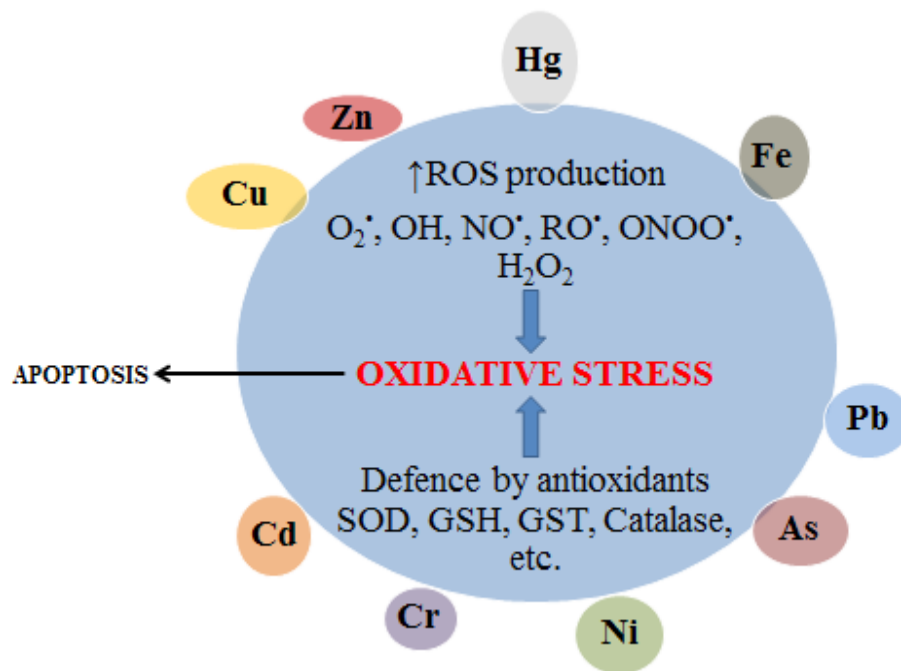 Hg
Zn
Fe
Cu
↑ROS production
O₂˙, OH, NO˙, RO˙, ONOO˙,
H₂O₂
APOPTOSIS
OXIDATIVE STRESS
Pb
Defence by antioxidants
SOD, GSH, GST, Catalase,
etc.
Cd
As
Cr
Ni